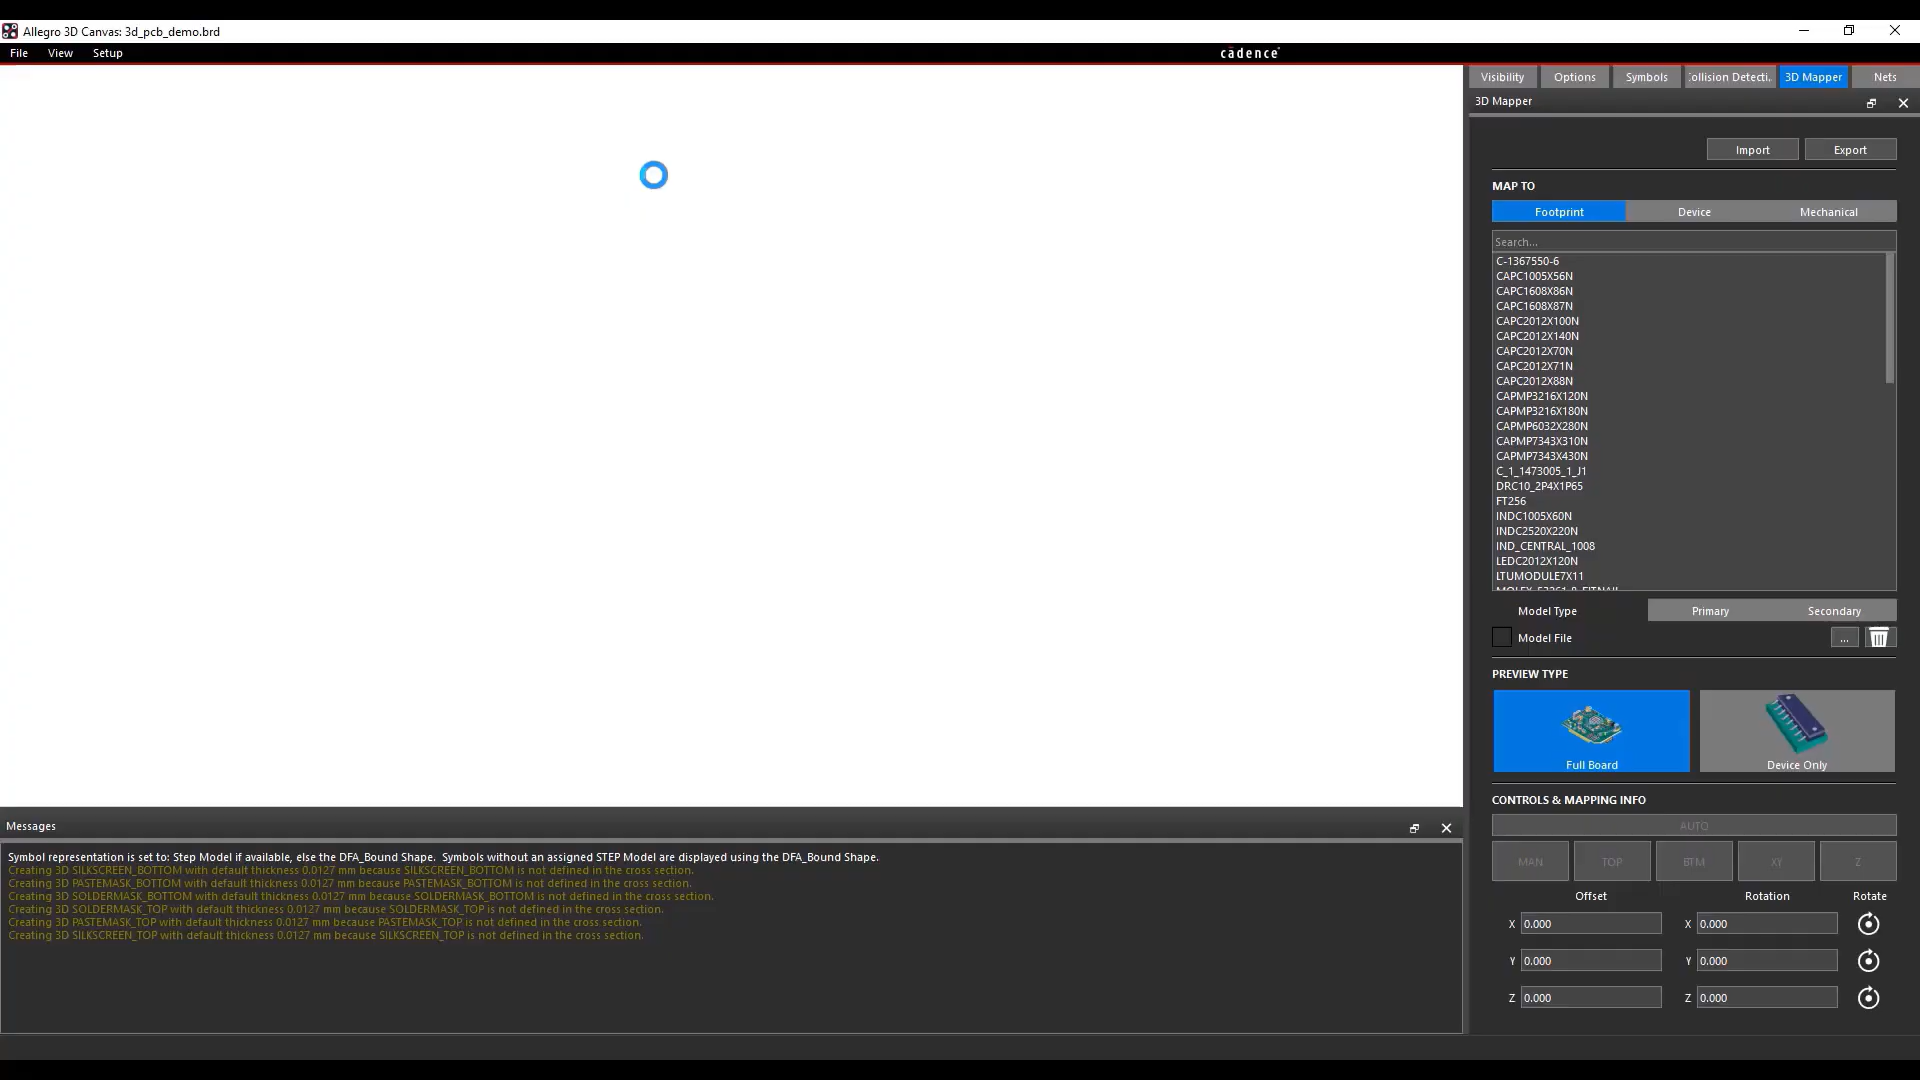 Allegro 3D Canvas: 3d_pcb_demo.brd
File View Setup
cādence
Visibility Options Symbols ollision Detecti.. 3D Mapper Nets
3D Mapper
Import Export
MAP TO
Footprint Device Mechanical
Search...
C-1367550-6
CAPC1005X56N
CAPC1608X86N
CAPC1608X87N
CAPC2012X100N
CAPC2012X140N
CAPC2012X70N
CAPC2012X71N
CAPC2012X88N
CAPMP3216X120N
CAPMP3216X180N
CAPMP6032X280N
CAPMP7343X310N
CAPMP7343X430N
C_1_1473005_1_J1
DRC10_2P4X1P65
FT256
INDC1005X60N
INDC2520X220N
IND_CENTRAL_1008
LEDC2012X120N
LTUMODULE7X11
Model Type Primary Secondary
Model File ...
PREVIEW TYPE
Full Board Device Only
CONTROLS & MAPPING INFO
AUTO
MAN TOP BTM XY Z
Offset Rotation Rotate
X 0.000 X 0.000
Y 0.000 Y 0.000
Z 0.000 Z 0.000
Messages
Symbol representation is set to: Step Model if available, else the DFA_Bound Shape. Symbols without an assigned STEP Model are displayed using the DFA_Bound Shape.
Creating 3D SILKSCREEN_BOTTOM with default thickness 0.0127 mm because SILKSCREEN_BOTTOM is not defined in the cross section.
Creating 3D PASTEMASK_BOTTOM with default thickness 0.0127 mm because PASTEMASK_BOTTOM is not defined in the cross section.
Creating 3D SOLDERMASK_BOTTOM with default thickness 0.0127 mm because SOLDERMASK_BOTTOM is not defined in the cross section.
Creating 3D SOLDERMASK_TOP with default thickness 0.0127 mm because SOLDERMASK_TOP is not defined in the cross section.
Creating 3D PASTEMASK_TOP with default thickness 0.0127 mm because PASTEMASK_TOP is not defined in the cross section.
Creating 3D SILKSCREEN_TOP with default thickness 0.0127 mm because SILKSCREEN_TOP is not defined in the cross section.